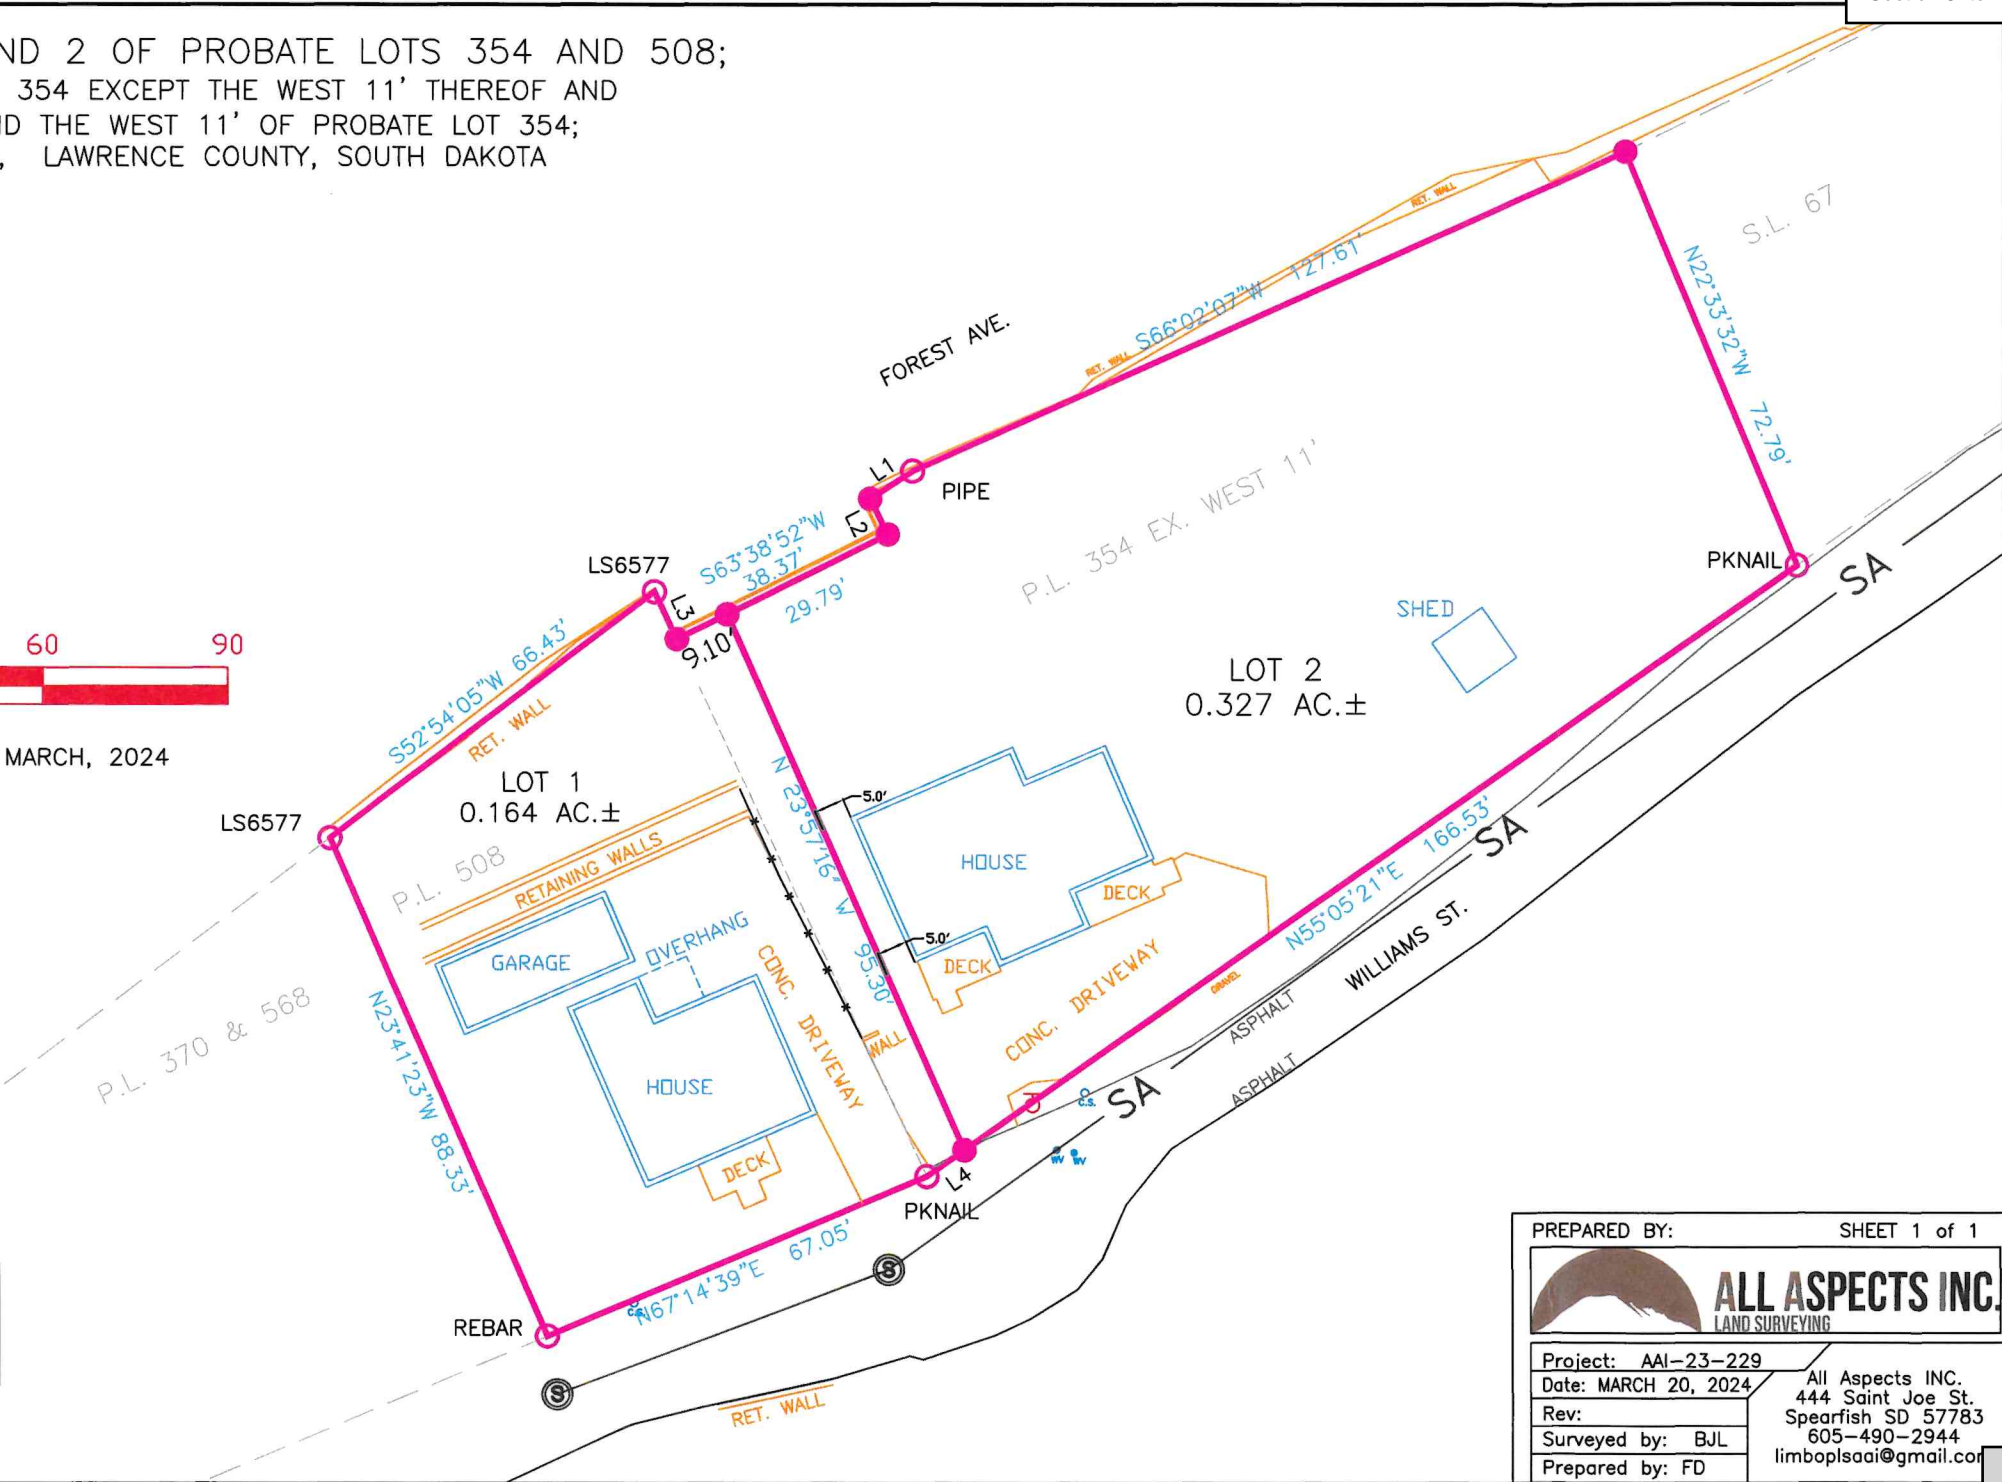 ND 2 OF PROBATE LOTS 354 AND 508;
354 EXCEPT THE WEST 11' THEREOF AND
ND THE WEST 11' OF PROBATE LOT 354;
, LAWRENCE COUNTY, SOUTH DAKOTA
S.L. 67
RET. WALL
S66°02'07"W 127.61'
N22°33'32"W 72.79'
FOREST AVE.
RET. WALL
L1
PIPE
P.L. 354 EX. WEST 11'
L2
S63°38'52"W
38.37'
29.79'
LS6577
L3
9.10'
PKNAIL
SA
SHED
60 90
S52°54'05"W 66.43'
RET. WALL
LOT 2
0.327 AC.±
MARCH, 2024
LOT 1
0.164 AC.±
LS6577
N 23°57'16" W 95.30'
5.0'
P.L. 508
RETAINING WALLS
HOUSE
DECK
SA
N55°05'21"E 166.53'
GARAGE
OVERHANG
5.0'
DECK
CONC. DRIVEWAY
CONC. DRIVEWAY
GRAVEL
WILLIAMS ST.
P.L. 370 & 568
N23°41'23"W 88.33'
HOUSE
WALL
ASPHALT
ASPHALT
C.S.
SA
WV WV
DECK
L4
PKNAIL
67.05'
N67°14'39"E
C.S.
S
REBAR
S
RET. WALL
PREPARED BY: SHEET 1 of 1
ALL ASPECTS INC.
LAND SURVEYING
Project: AAI-23-229
Date: MARCH 20, 2024
Rev:
Surveyed by: BJL
Prepared by: FD
All Aspects INC.
444 Saint Joe St.
Spearfish SD 57783
605-490-2944
limboplsaai@gmail.com